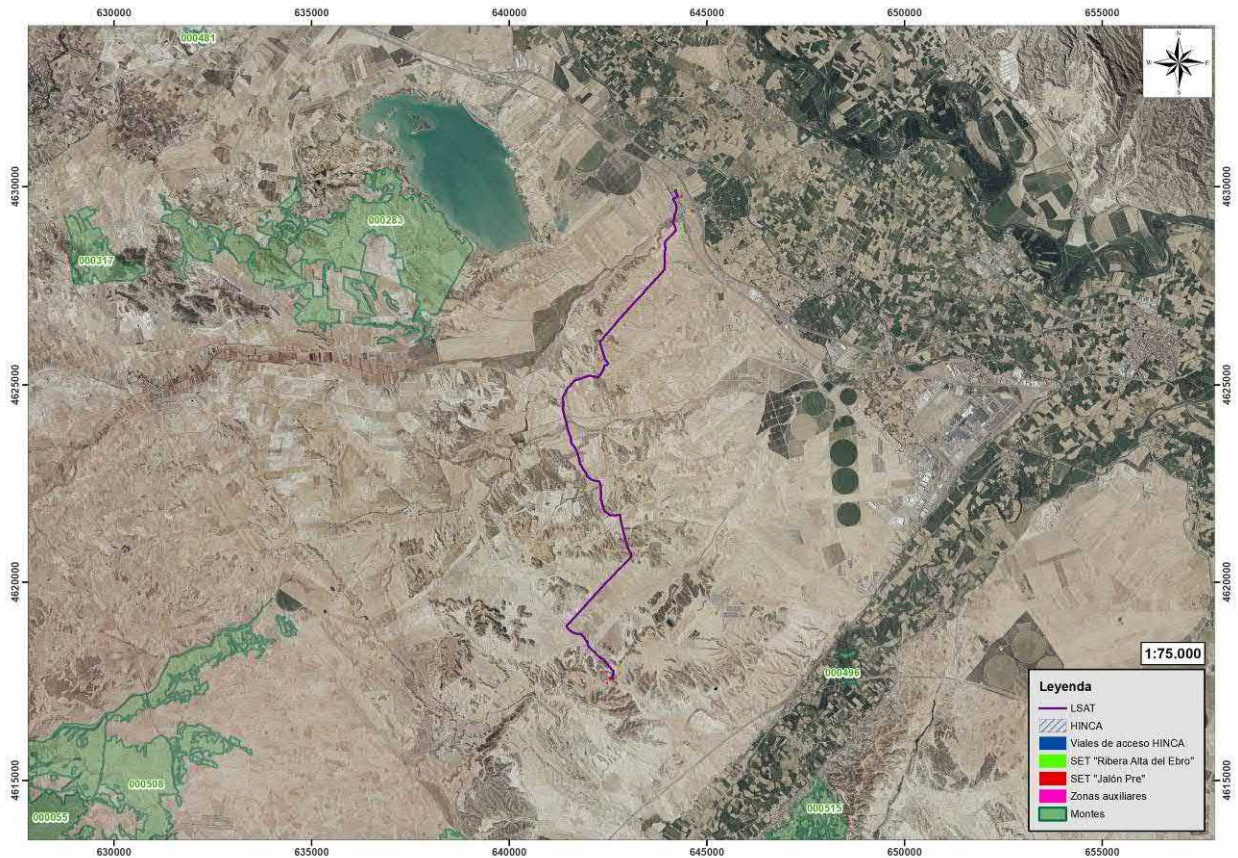 630000 635000 640000 645000 650000 655000
N
W E
S
000481
4630000 4630000
000283
000317
4625000 4625000
4620000 4620000
1:75.000
000496
Leyenda
LSAT
HINCA
Viales de acceso HINCA
SET "Ribera Alta del Ebro"
SET "Jalón Pre"
Zonas auxiliares
Montes
4615000 4615000
000508
000515
000055
630000 635000 640000 645000 650000 655000